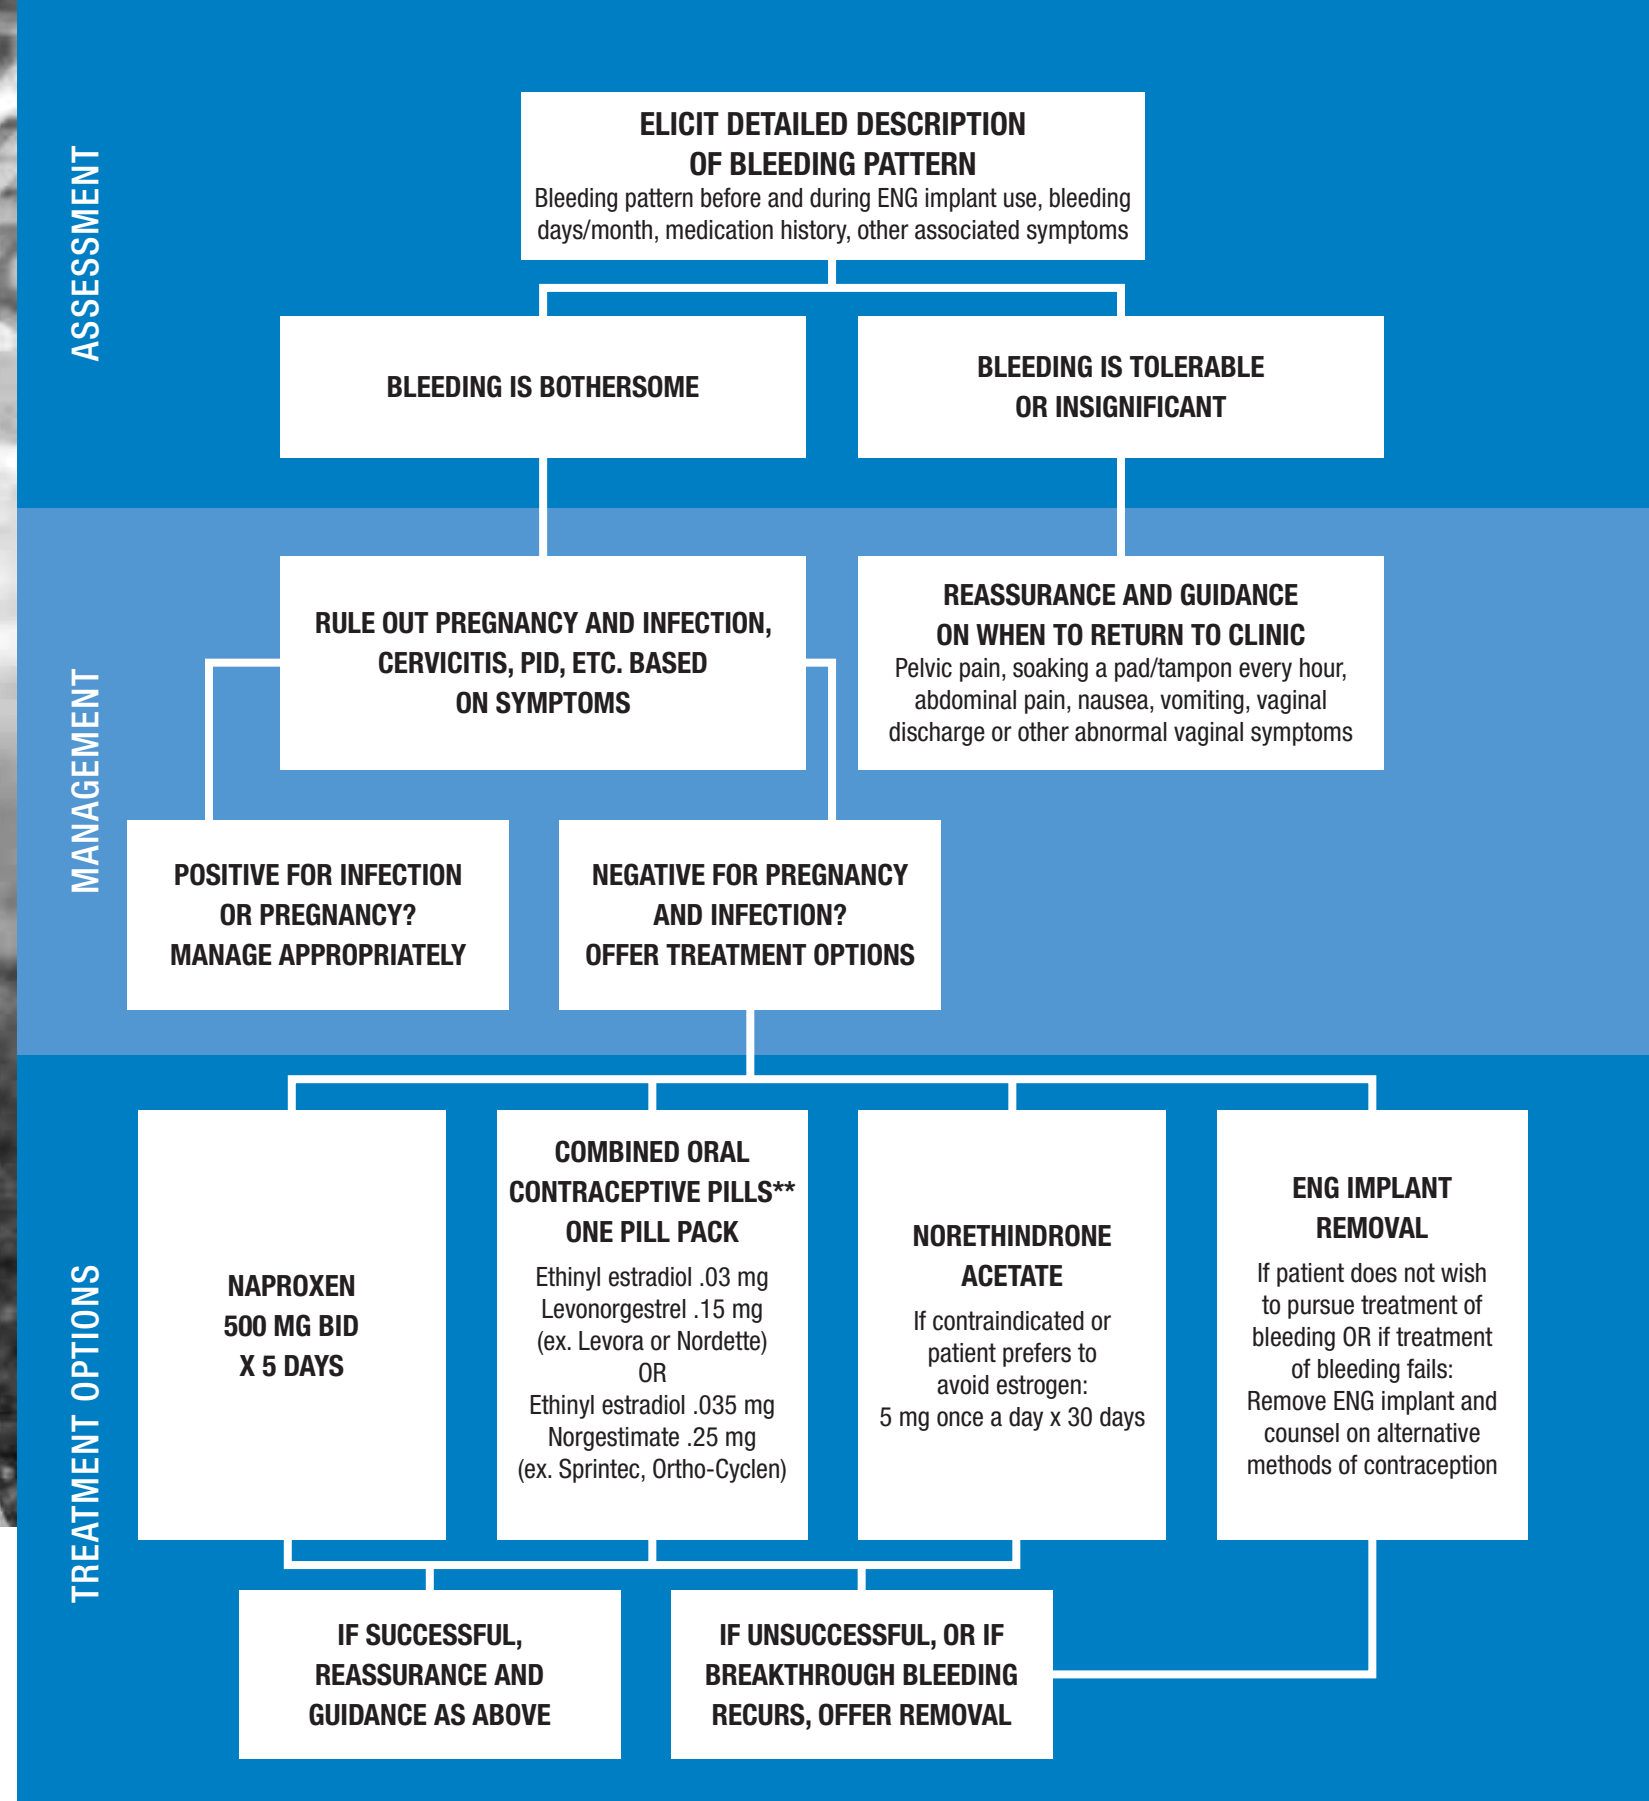 ASSESSMENT
ELICIT DETAILED DESCRIPTION
OF BLEEDING PATTERN
Bleeding pattern before and during ENG implant use, bleeding
days/month, medication history, other associated symptoms
BLEEDING IS BOTHERSOME
BLEEDING IS TOLERABLE
OR INSIGNIFICANT
MANAGEMENT
RULE OUT PREGNANCY AND INFECTION,
CERVICITIS, PID, ETC. BASED
ON SYMPTOMS
REASSURANCE AND GUIDANCE
ON WHEN TO RETURN TO CLINIC
Pelvic pain, soaking a pad/tampon every hour,
abdominal pain, nausea, vomiting, vaginal
discharge or other abnormal vaginal symptoms
POSITIVE FOR INFECTION
OR PREGNANCY?
MANAGE APPROPRIATELY
NEGATIVE FOR PREGNANCY
AND INFECTION?
OFFER TREATMENT OPTIONS
TREATMENT OPTIONS
NAPROXEN
500 MG BID
X 5 DAYS
COMBINED ORAL
CONTRACEPTIVE PILLS**
ONE PILL PACK
Ethinyl estradiol .03 mg
Levonorgestrel .15 mg
(ex. Levora or Nordette)
OR
Ethinyl estradiol .035 mg
Norgestimate .25 mg
(ex. Sprintec, Ortho-Cyclen)
NORETHINDRONE
ACETATE
If contraindicated or
patient prefers to
avoid estrogen:
5 mg once a day x 30 days
ENG IMPLANT
REMOVAL
If patient does not wish
to pursue treatment of
bleeding OR if treatment
of bleeding fails:
Remove ENG implant and
counsel on alternative
methods of contraception
IF SUCCESSFUL,
REASSURANCE AND
GUIDANCE AS ABOVE
IF UNSUCCESSFUL, OR IF
BREAKTHROUGH BLEEDING
RECURS, OFFER REMOVAL